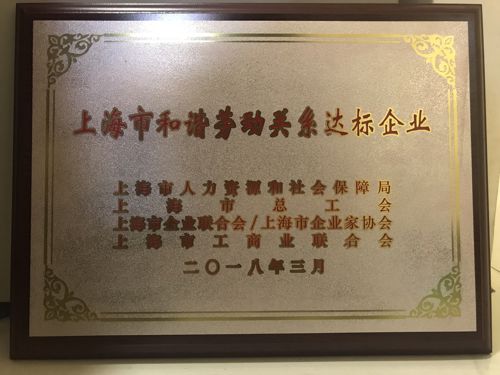 上海市和谐劳动关系达标企业
上海市人力资源和社会保障局
上海市总工会
上海市企业联合会/上海市企业家协会
上海市工商业联合会
二〇一八年三月